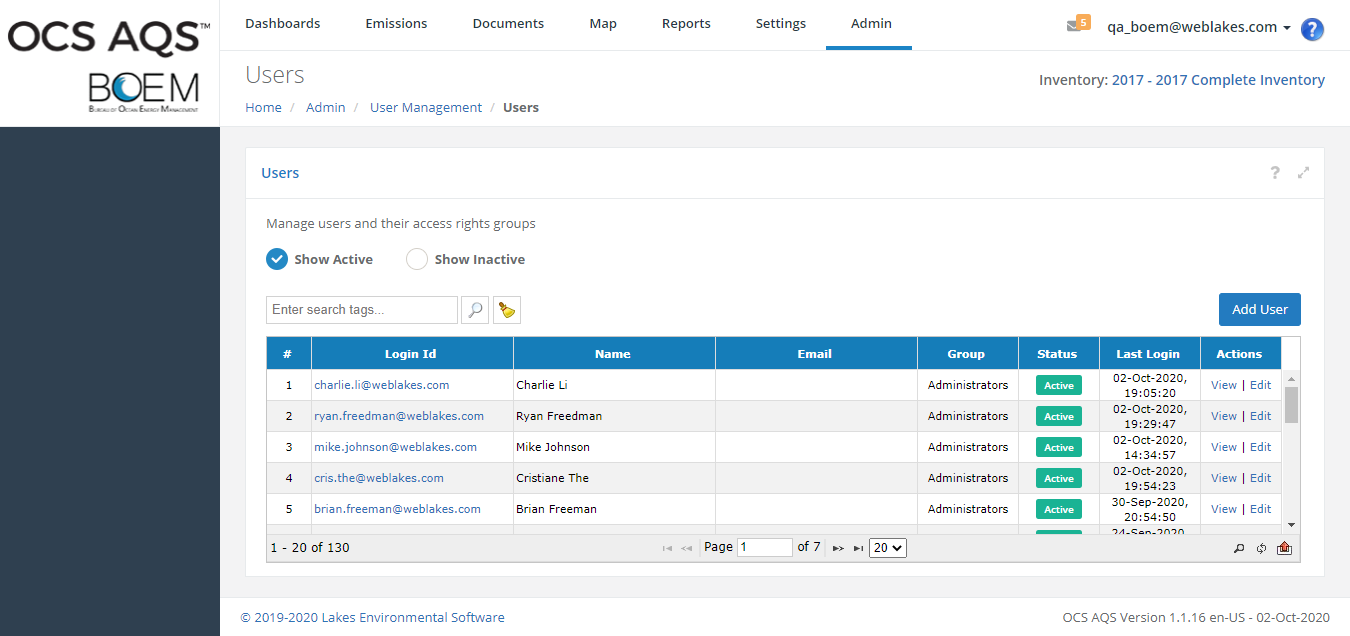 OCS AQS™
BOEM
BUREAU OF OCEAN ENERGY MANAGEMENT
Dashboards Emissions Documents Map Reports Settings Admin
5 qa_boem@weblakes.com ?
Users
Inventory: 2017 - 2017 Complete Inventory
Home / Admin / User Management / Users
Users ?
Manage users and their access rights groups
Show Active Show Inactive
Enter search tags... Add User
# Login Id Name Email Group Status Last Login Actions
1 charlie.li@weblakes.com Charlie Li Administrators Active 02-Oct-2020, 19:05:20 View | Edit
2 ryan.freedman@weblakes.com Ryan Freedman Administrators Active 02-Oct-2020, 19:29:47 View | Edit
3 mike.johnson@weblakes.com Mike Johnson Administrators Active 02-Oct-2020, 14:34:57 View | Edit
4 cris.the@weblakes.com Cristiane The Administrators Active 02-Oct-2020, 19:54:23 View | Edit
5 brian.freeman@weblakes.com Brian Freeman Administrators Active 30-Sep-2020, 20:54:50 View | Edit
24-Sep-2020,
1 - 20 of 130 Page 1 of 7 20
© 2019-2020 Lakes Environmental Software OCS AQS Version 1.1.16 en-US - 02-Oct-2020